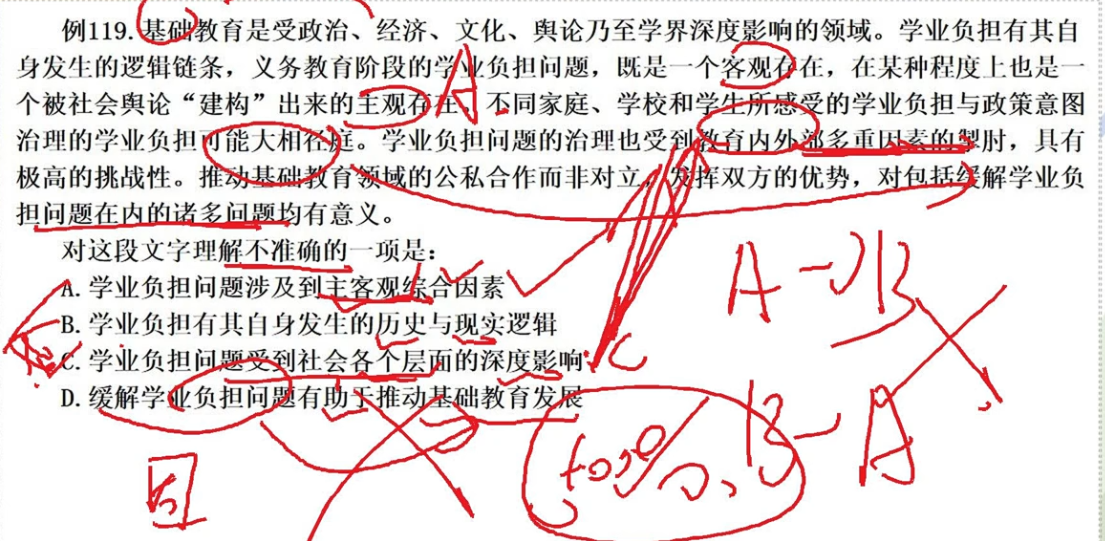 例119.基础教育是受政治、经济、文化、舆论乃至学界深度影响的领域。学业负担有其自
身发生的逻辑链条，义务教育阶段的学业负担问题，既是一个客观存在，在某种程度上也是一
个被社会舆论“建构”出来的主观存在，不同家庭、学校和学生所感受的学业负担与政策意图
治理的学业负担可能大相径庭。学业负担问题的治理也受到教育内外部多重因素的掣肘，具有
极高的挑战性。推动基础教育领域的公私合作而非对立，发挥双方的优势，对包括缓解学业负
担问题在内的诸多问题均有意义。
对这段文字理解不准确的一项是：
A. 学业负担问题涉及到主客观综合因素
B. 学业负担有其自身发生的历史与现实逻辑
C. 学业负担问题受到社会各个层面的深度影响
D. 缓解学业负担问题有助于推动基础教育发展
A
C
A→B
B→A